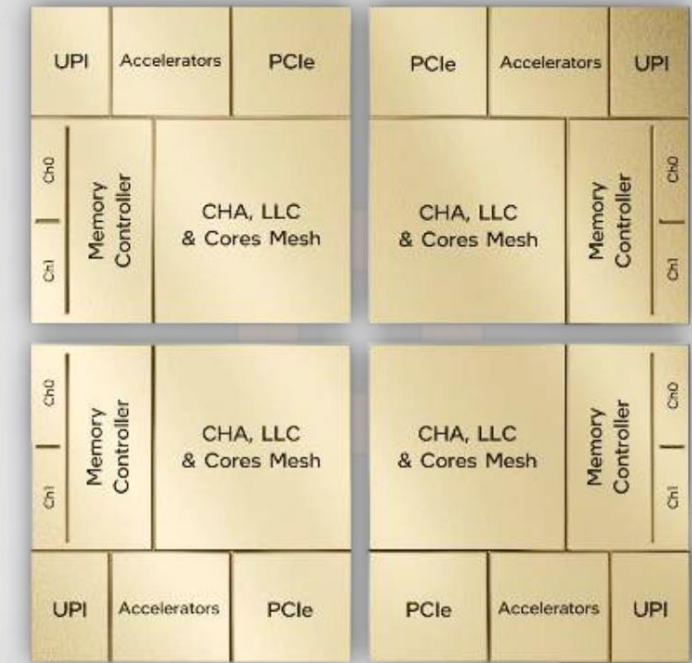 UPI
Accelerators
PCIe
Ch0
Ch1
Memory
Controller
CHA, LLC
& Cores Mesh
PCIe
Accelerators
UPI
CHA, LLC
& Cores Mesh
Memory
Controller
Ch0
Ch1
Ch0
Ch1
Memory
Controller
CHA, LLC
& Cores Mesh
UPI
Accelerators
PCIe
CHA, LLC
& Cores Mesh
Memory
Controller
Ch0
Ch1
PCIe
Accelerators
UPI